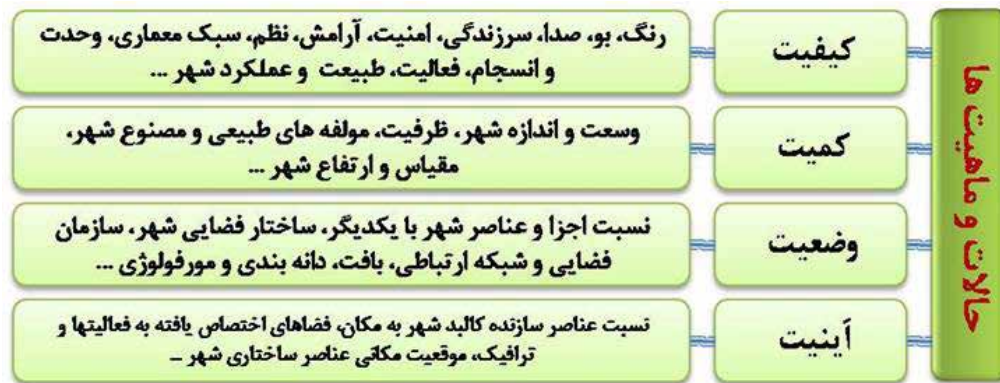 حالات و ماهیت ها
کیفیت
رنگ، بو، صدا، سرزندگی، امنیت، آرامش، نظم، سبک معماری، وحدت
و انسجام، فعالیت، طبیعت و عملکرد شهر ...
کمیت
وسعت و اندازه شهر، ظرفیت، مولفه های طبیعی و مصنوع شهر،
مقیاس و ارتفاع شهر ...
وضعیت
نسبت اجزا و عناصر شهر با یکدیگر، ساختار فضایی شهر، سازمان
فضایی و شبکه ارتباطی، بافت، دانه بندی و مورفولوژی ...
اَینیت
نسبت عناصر سازنده کالبد شهر به مکان، فضاهای اختصاص یافته به فعالیتها و
ترافیک، موقعیت مکانی عناصر ساختاری شهر ...